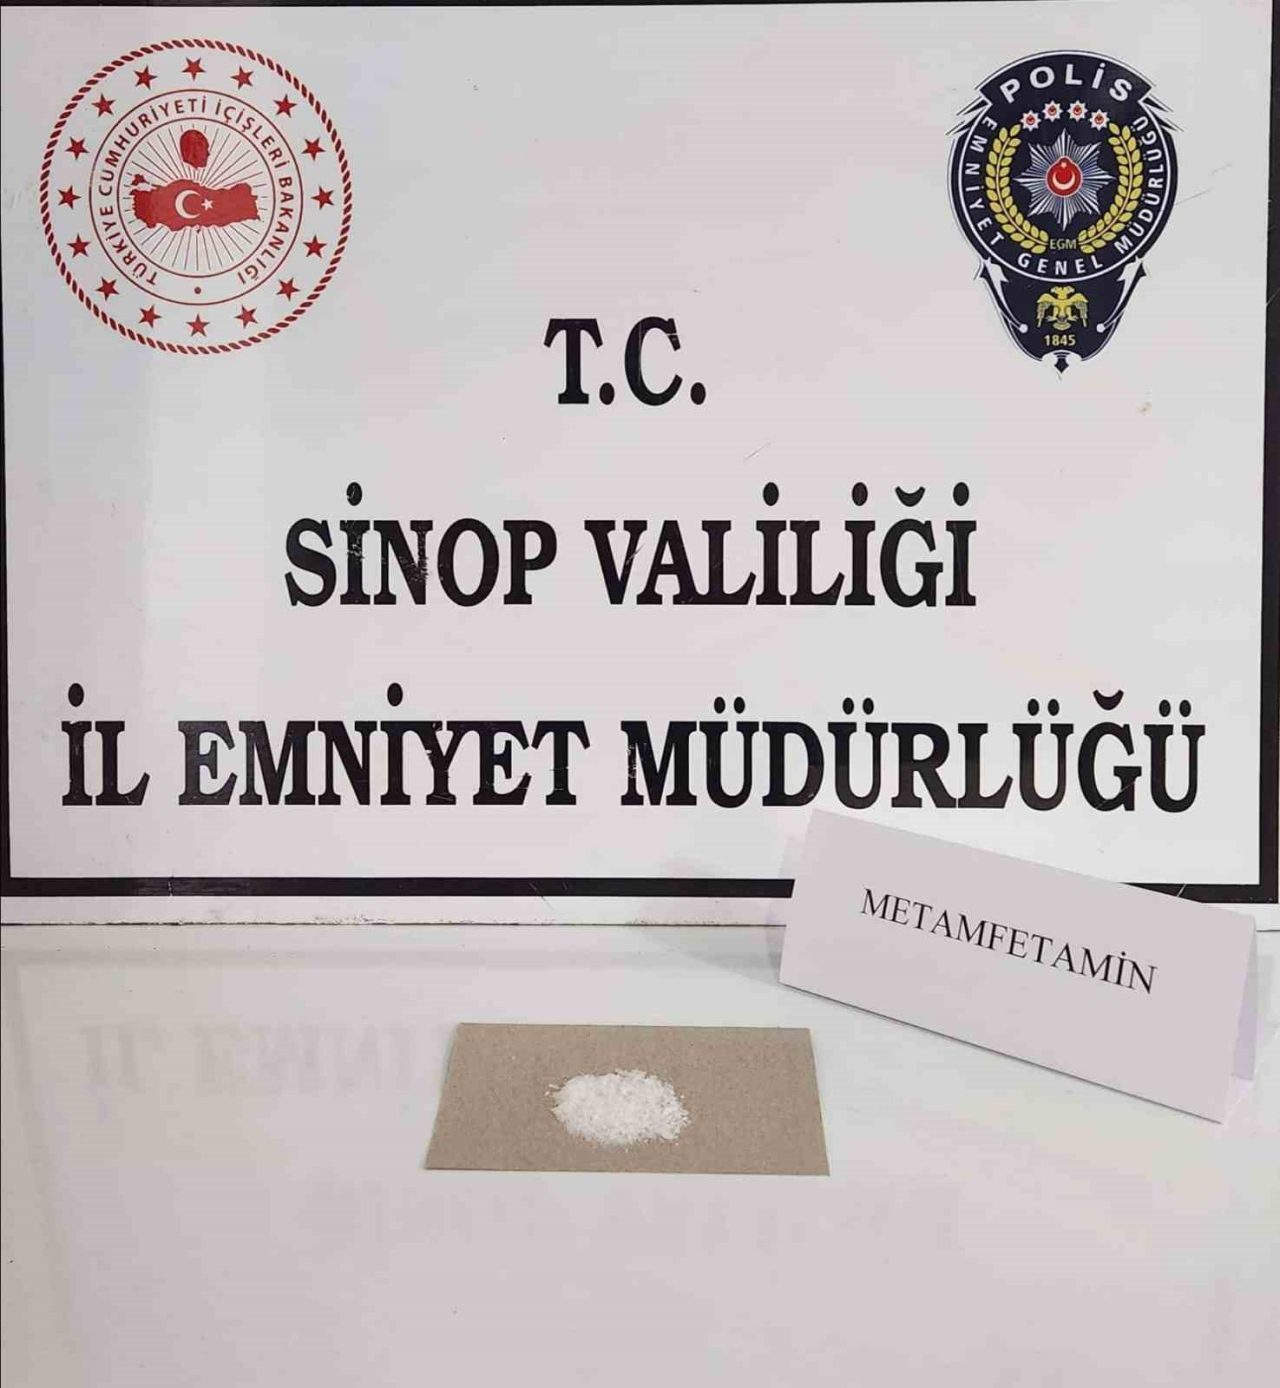 TÜRKİYE CUMHURİYETİ İÇİŞLERİ BAKANLIĞI
POLİS
EMNİYET GENEL MÜDÜRLÜĞÜ
EGM
1845
T.C.
SİNOP VALİLİĞİ
İL EMNİYET MÜDÜRLÜĞÜ
METAMFETAMİN